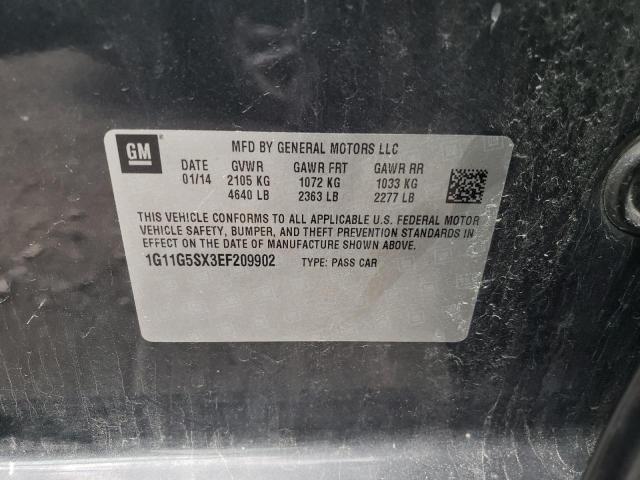 GM
MFD BY GENERAL MOTORS LLC
DATE GVWR GAWR FRT GAWR RR
01/14 2105 KG 1072 KG 1033 KG
4640 LB 2363 LB 2277 LB
THIS VEHICLE CONFORMS TO ALL APPLICABLE U.S. FEDERAL MOTOR
VEHICLE SAFETY, BUMPER, AND THEFT PREVENTION STANDARDS IN
EFFECT ON THE DATE OF MANUFACTURE SHOWN ABOVE.
1G11G5SX3EF209902 TYPE: PASS CAR